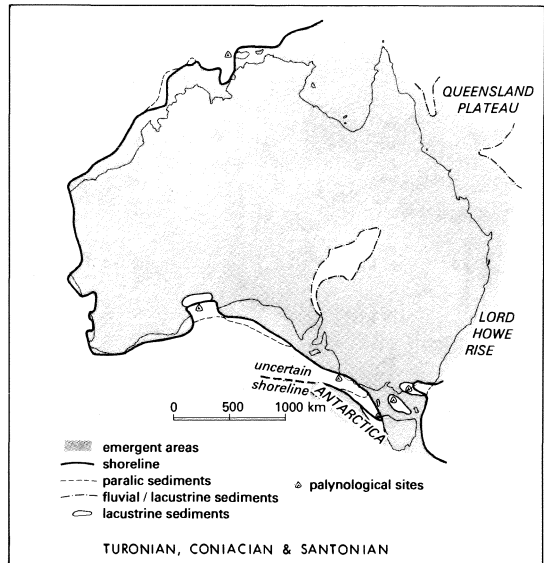 QUEENSLAND
PLATEAU
LORD
HOWE
RISE
uncertain
shoreline
ANTARCTICA
0 500 1000 km
emergent areas
shoreline
paralic sediments
palynological sites
fluvial / lacustrine sediments
lacustrine sediments
TURONIAN, CONIACIAN & SANTONIAN